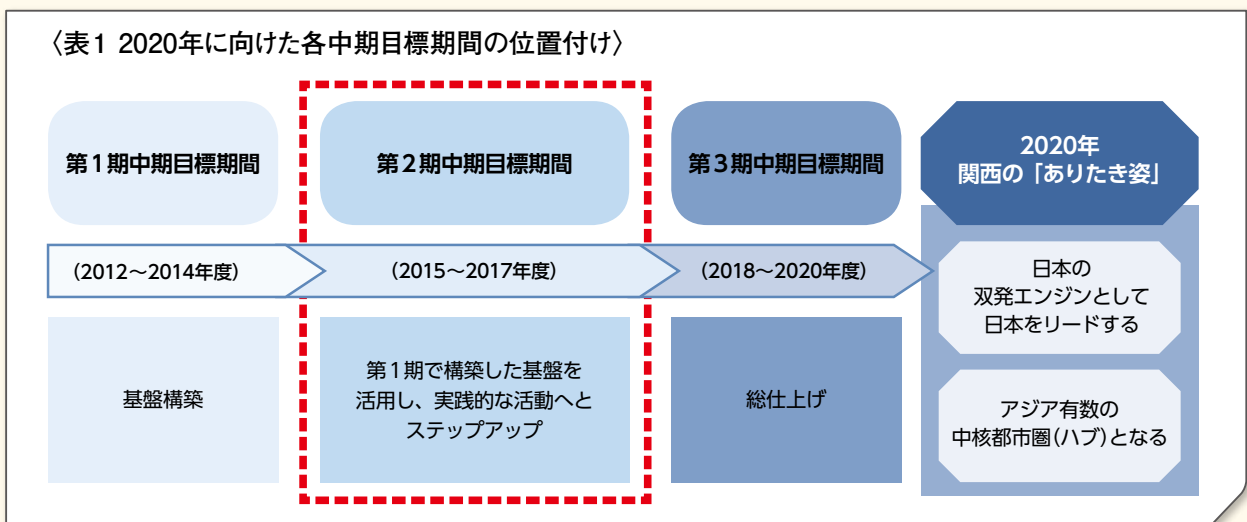 〈表1 2020年に向けた各中期目標期間の位置付け〉
第1期中期目標期間
第2期中期目標期間
第3期中期目標期間
2020年
関西の「ありたき姿」
(2012～2014年度)
(2015～2017年度)
(2018～2020年度)
日本の
双発エンジンとして
日本をリードする
基盤構築
第1期で構築した基盤を
活用し、実践的な活動へと
ステップアップ
総仕上げ
アジア有数の
中核都市圏(ハブ)となる